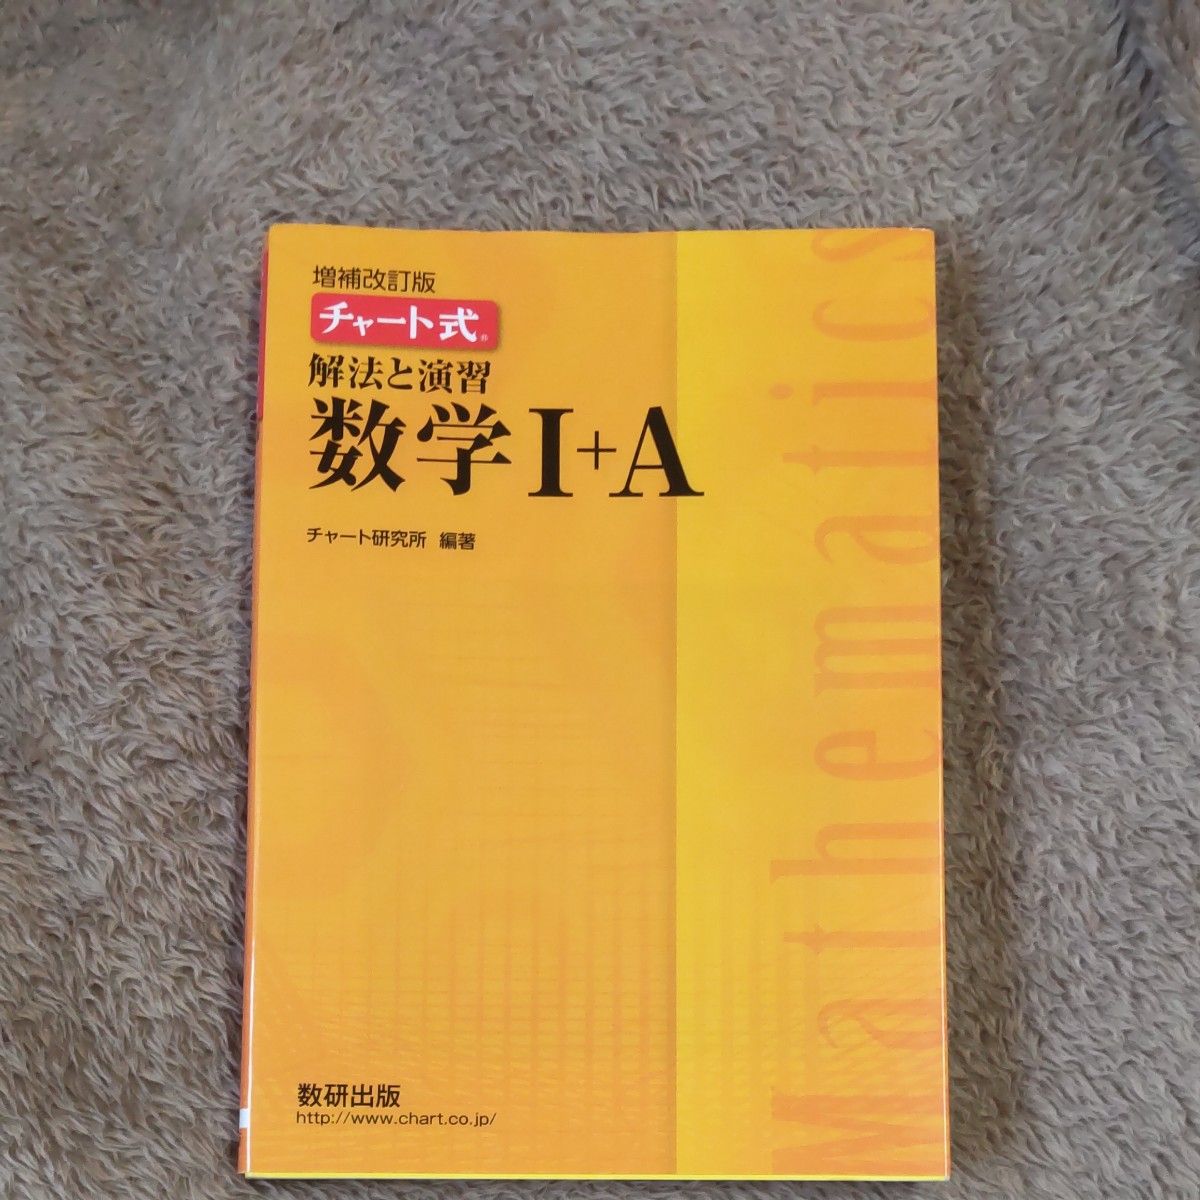 増補改訂版
チャート式®
解法と演習
数学I+A
チャート研究所 編著
Mathematics
数研出版
http://www.chart.co.jp/